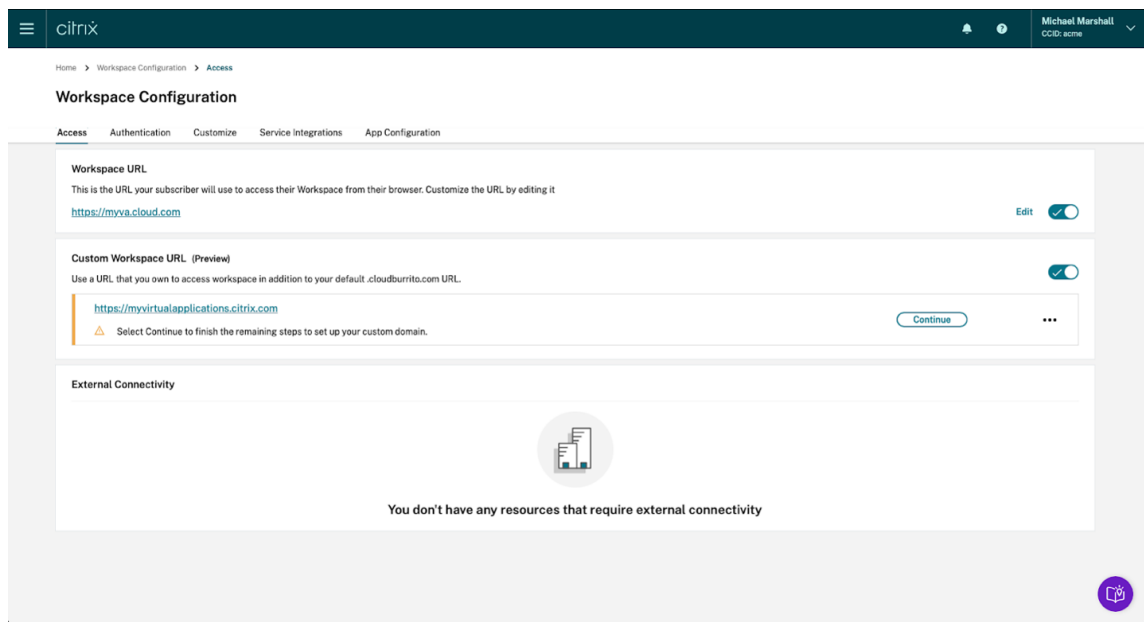 citrix
Michael Marshall
CCID: acme
Home > Workspace Configuration > Access
Workspace Configuration
Access Authentication Customize Service Integrations App Configuration
Workspace URL
This is the URL your subscriber will use to access their Workspace from their browser. Customize the URL by editing it
https://myva.cloud.com Edit
Custom Workspace URL (Preview)
Use a URL that you own to access workspace in addition to your default .cloudburrito.com URL.
https://myvirtualapplications.citrix.com
Select Continue to finish the remaining steps to set up your custom domain.
Continue
External Connectivity
You don't have any resources that require external connectivity